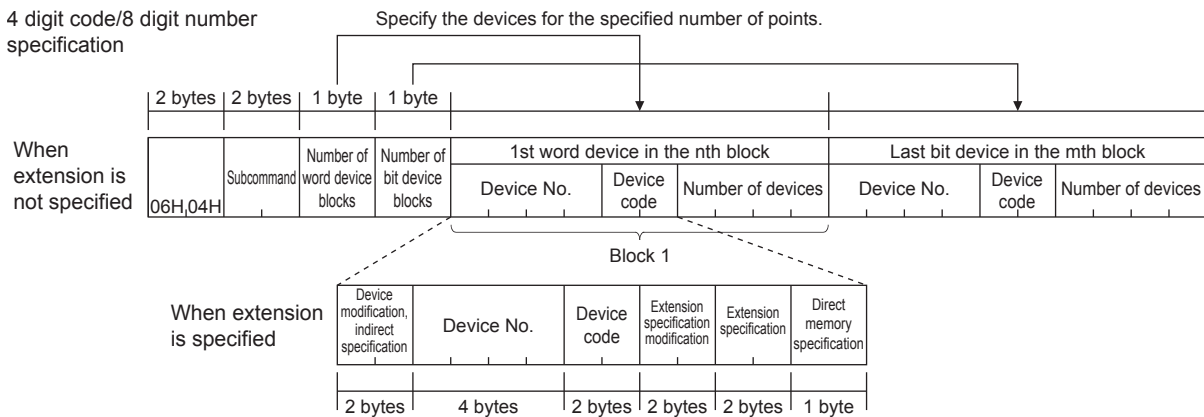 4 digit code/8 digit number
specification
Specify the devices for the specified number of points.
2 bytes 2 bytes 1 byte 1 byte
When
extension is
not specified
06H,04H
Subcommand
Number of
word device
blocks
Number of
bit device
blocks
1st word device in the nth block
Device No.
Device
code
Number of devices
Last bit device in the mth block
Device No.
Device
code
Number of devices
Block 1
When extension
is specified
Device
modification,
indirect
specification
Device No.
Device
code
Extension
specification
modification
Extension
specification
Direct
memory
specification
2 bytes 4 bytes 2 bytes 2 bytes 2 bytes 1 byte